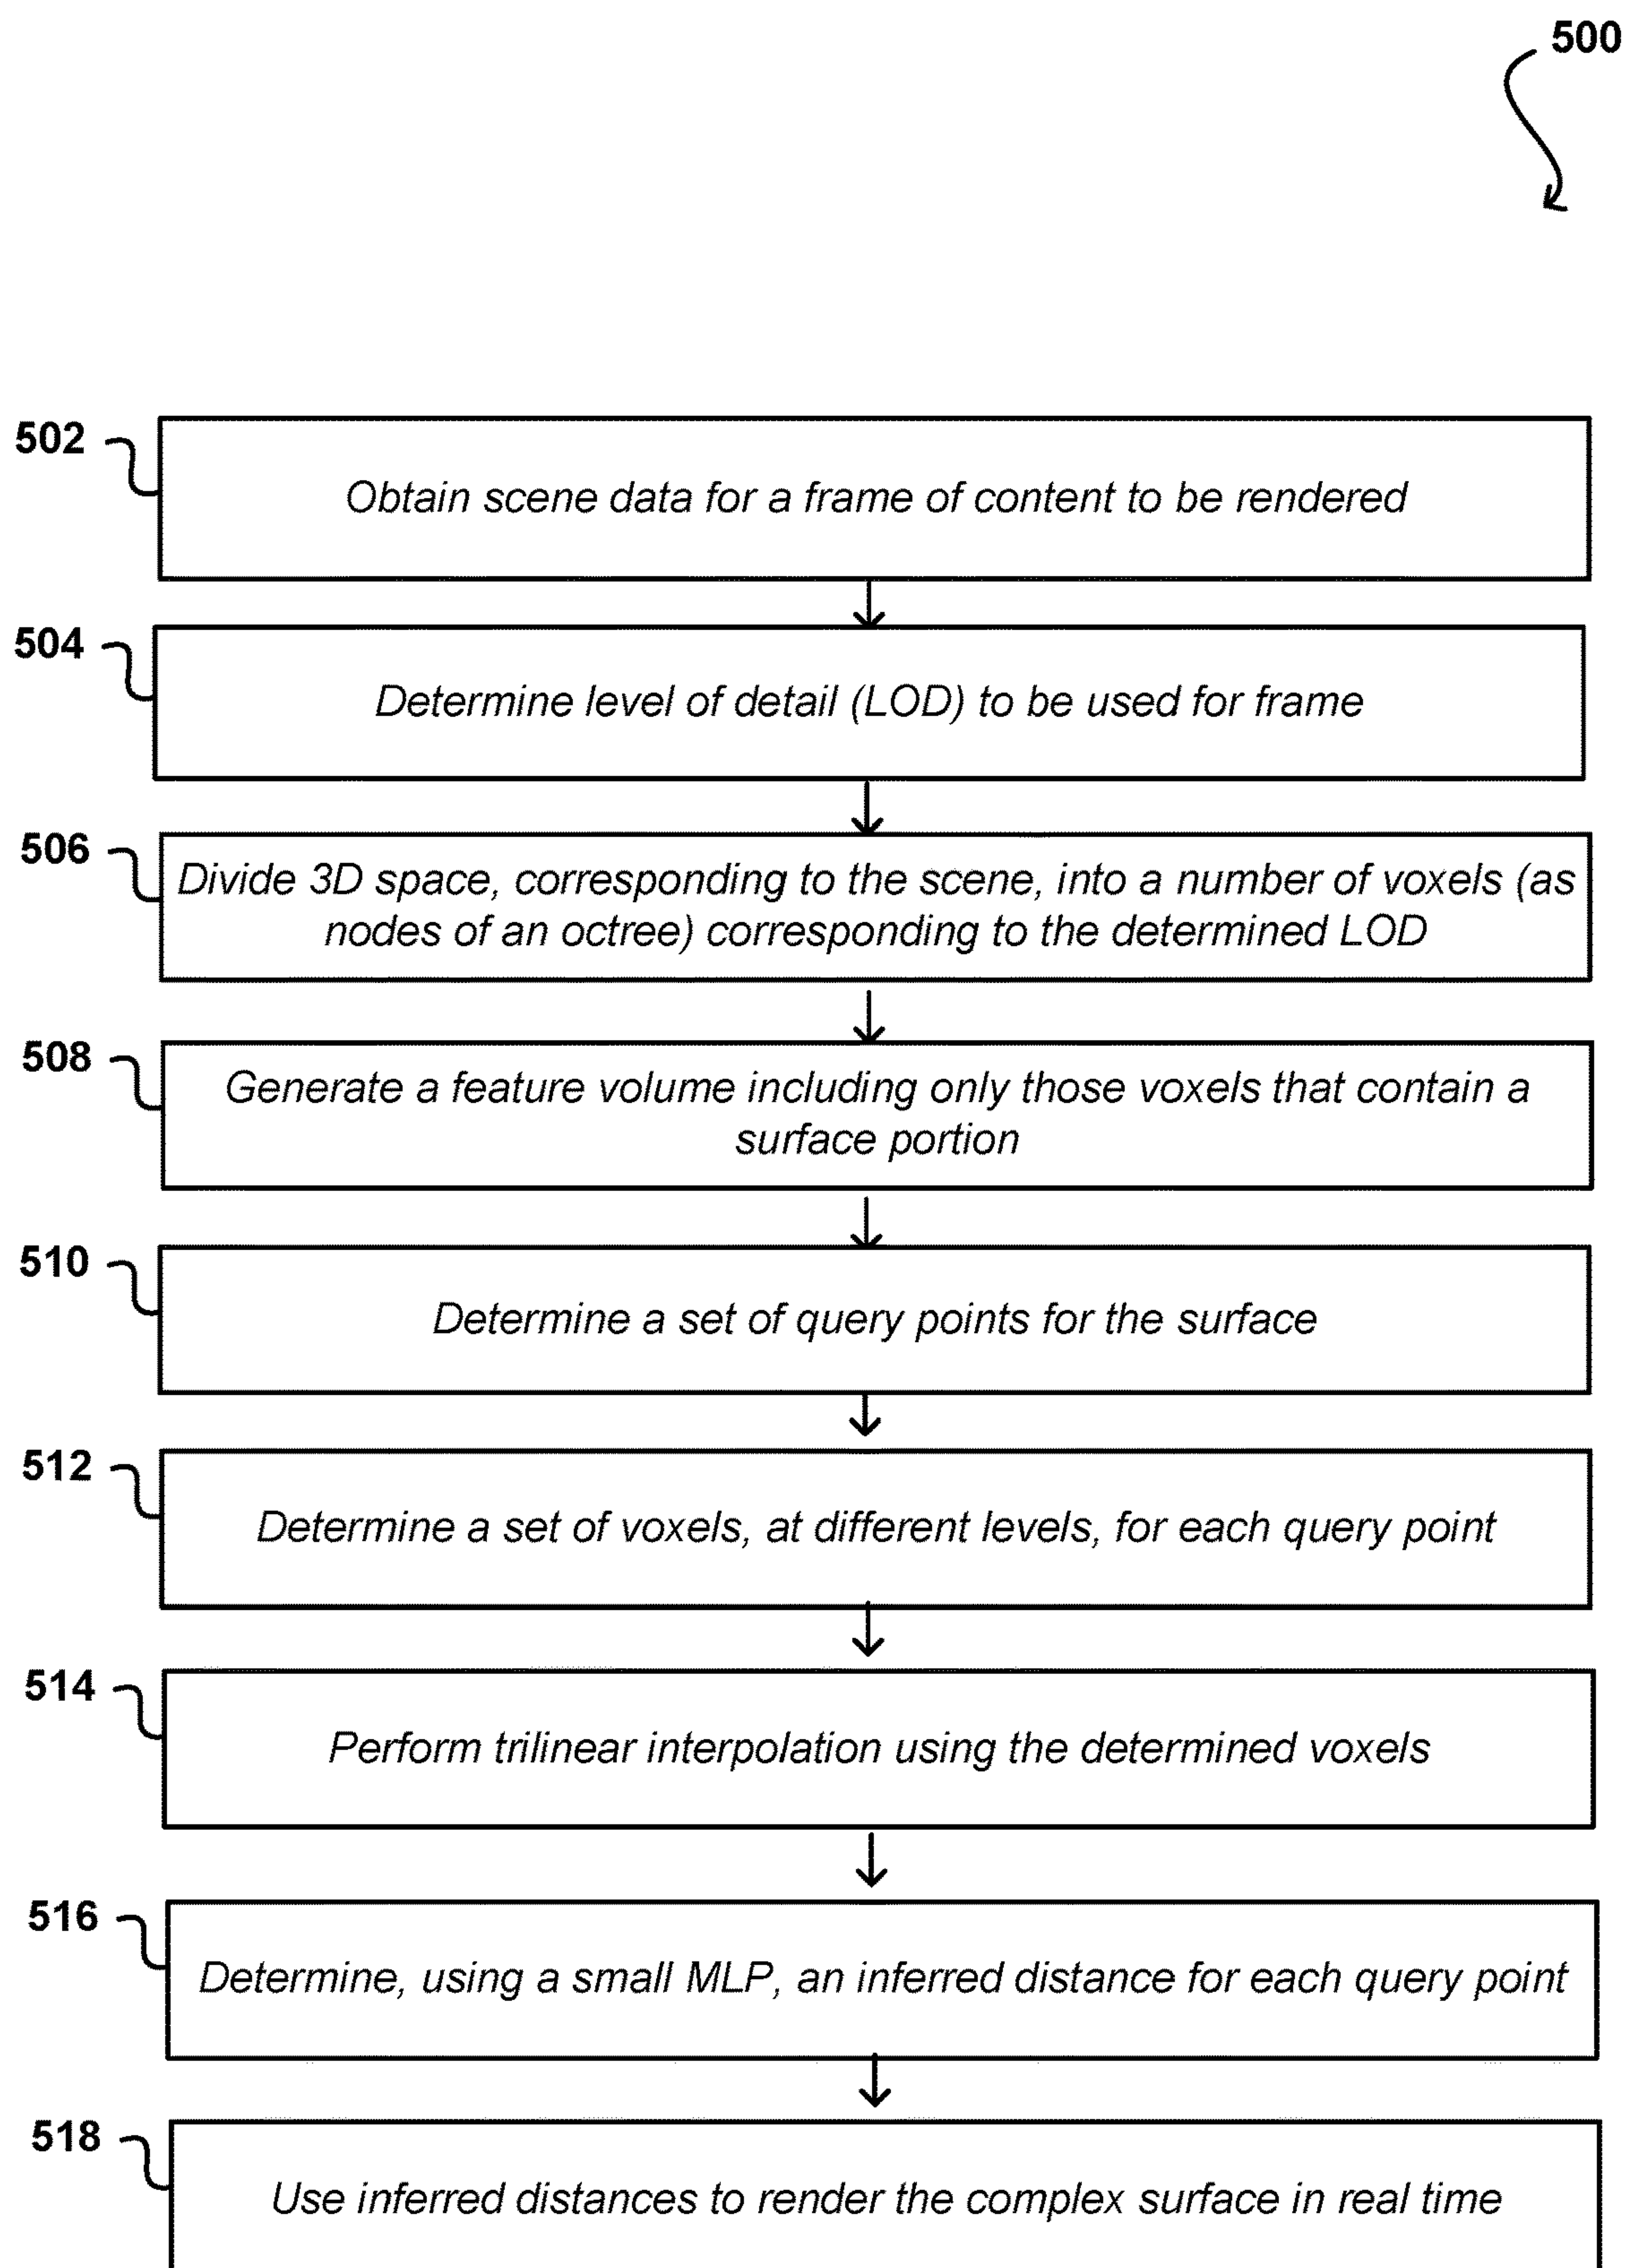 500
502
Obtain scene data for a frame of content to be rendered
504
Determine level of detail (LOD) to be used for frame
506
Divide 3D space, corresponding to the scene, into a number of voxels (as
nodes of an octree) corresponding to the determined LOD
508
Generate a feature volume including only those voxels that contain a
surface portion
510
Determine a set of query points for the surface
512
Determine a set of voxels, at different levels, for each query point
514
Perform trilinear interpolation using the determined voxels
516
Determine, using a small MLP, an inferred distance for each query point
518
Use inferred distances to render the complex surface in real time